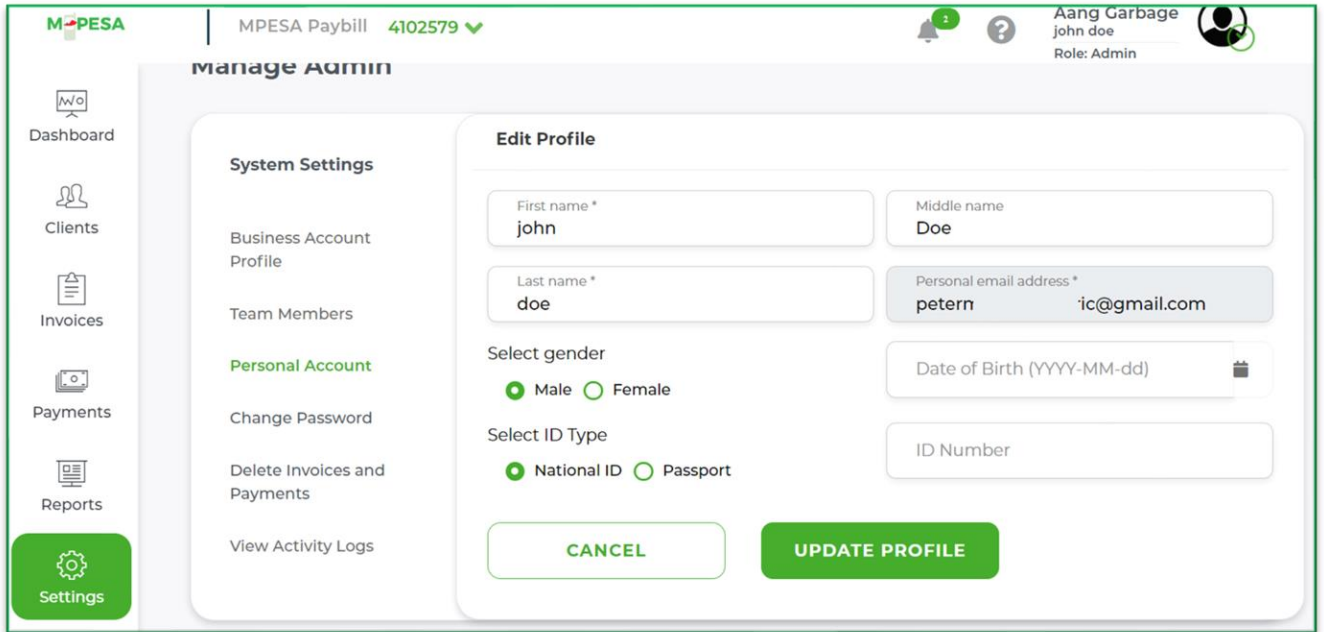 M-PESA
MPESA Paybill 4102579
1
?
Aang Garbage
john doe
Role: Admin
Manage Admin
Dashboard
Clients
Invoices
Payments
Reports
Settings
System Settings
Business Account
Profile
Team Members
Personal Account
Change Password
Delete Invoices and
Payments
View Activity Logs
Edit Profile
First name *
john
Middle name
Doe
Last name *
doe
Personal email address *
petern ic@gmail.com
Select gender
Male Female
Date of Birth (YYYY-MM-dd)
Select ID Type
National ID Passport
ID Number
CANCEL
UPDATE PROFILE